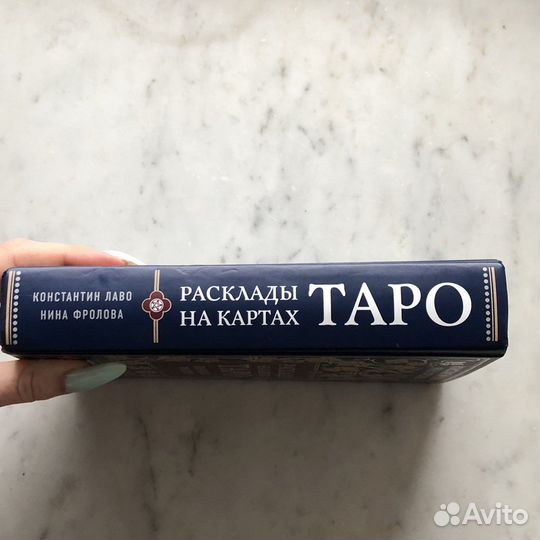 КОНСТАНТИН ЛАВО
НИНА ФРОЛОВА
РАСКЛАДЫ
НА КАРТАХ
ТАРО
Avito